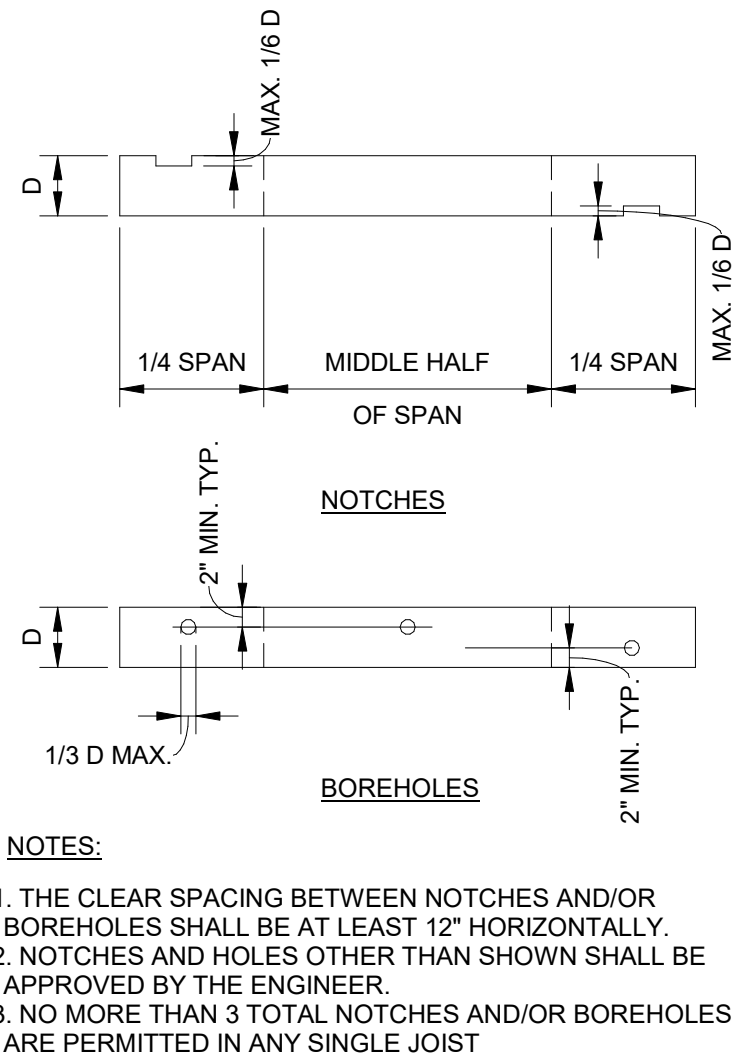 MAX. 1/6 D
D
MAX. 1/6 D
1/4 SPAN
MIDDLE HALF
1/4 SPAN
OF SPAN
NOTCHES
2" MIN. TYP.
D
1/3 D MAX.
2" MIN. TYP.
BOREHOLES
NOTES:
1. THE CLEAR SPACING BETWEEN NOTCHES AND/OR
BOREHOLES SHALL BE AT LEAST 12" HORIZONTALLY.
2. NOTCHES AND HOLES OTHER THAN SHOWN SHALL BE
APPROVED BY THE ENGINEER.
3. NO MORE THAN 3 TOTAL NOTCHES AND/OR BOREHOLES
ARE PERMITTED IN ANY SINGLE JOIST